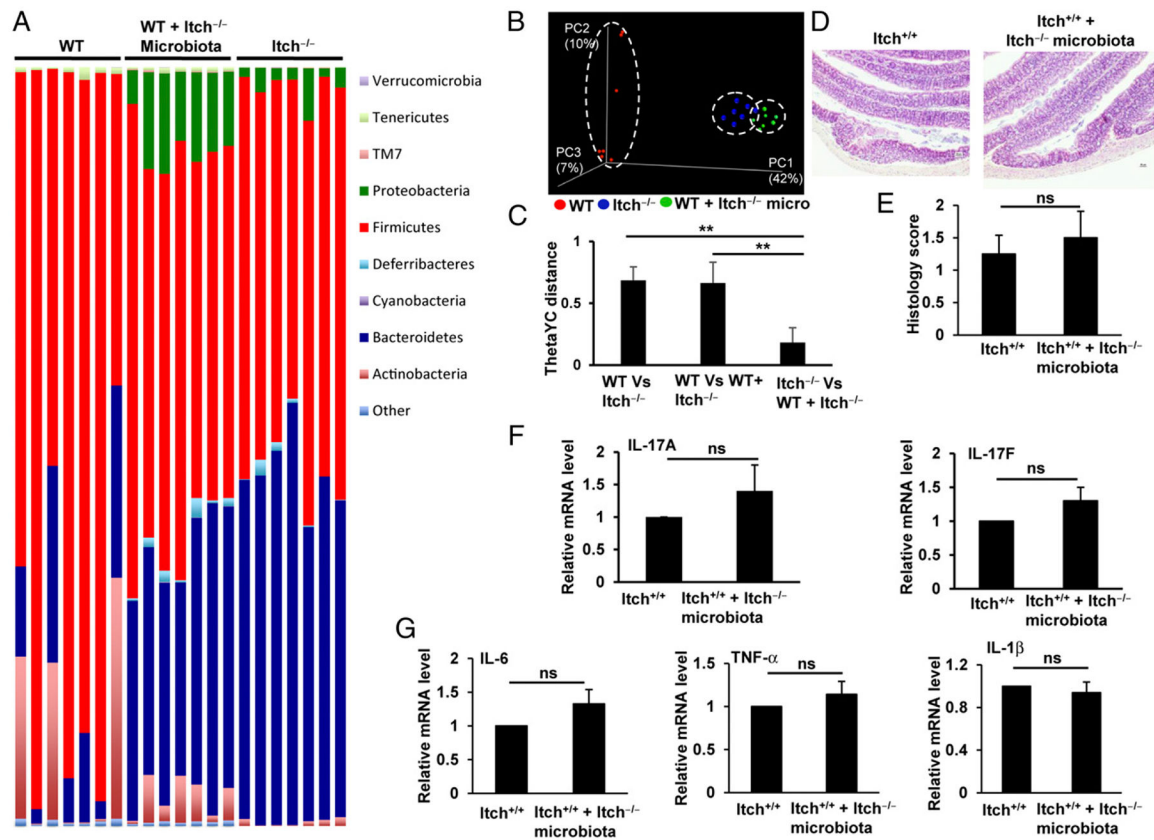 A
WT
WT + Itch–/–
Microbiota
Itch–/–
Verrucomicrobia
Tenericutes
TM7
Proteobacteria
Firmicutes
Deferribacteres
Cyanobacteria
Bacteroidetes
Actinobacteria
Other
B
PC2
(10%)
PC3
(7%)
PC1
(42%)
WT Itch–/– WT + Itch–/– micro
C
**
**
ThetaYC distance
1
0.5
0
WT Vs
Itch–/–
WT Vs WT+
Itch–/–
Itch–/– Vs
WT + Itch–/–
D
Itch+/+
Itch+/+ +
Itch–/– microbiota
E
ns
Histology score
2
1.5
1
0.5
0
Itch+/+
Itch+/+ + Itch–/–
microbiota
F
IL-17A
ns
Relative mRNA level
2
1.5
1
0.5
0
Itch+/+
Itch+/+ + Itch–/–
microbiota
IL-17F
ns
Relative mRNA level
2
1.5
1
0.5
0
Itch+/+
Itch+/+ + Itch–/–
microbiota
G
IL-6
ns
Relative mRNA level
2
1.5
1
0.5
0
Itch+/+
Itch+/+ + Itch–/–
microbiota
TNF-α
ns
Relative mRNA level
1.5
1
0.5
0
Itch+/+
Itch+/+ + Itch–/–
microbiota
IL-1β
ns
Relative mRNA level
1.2
0.8
0.4
0
Itch+/+
Itch+/+ + Itch–/–
microbiota